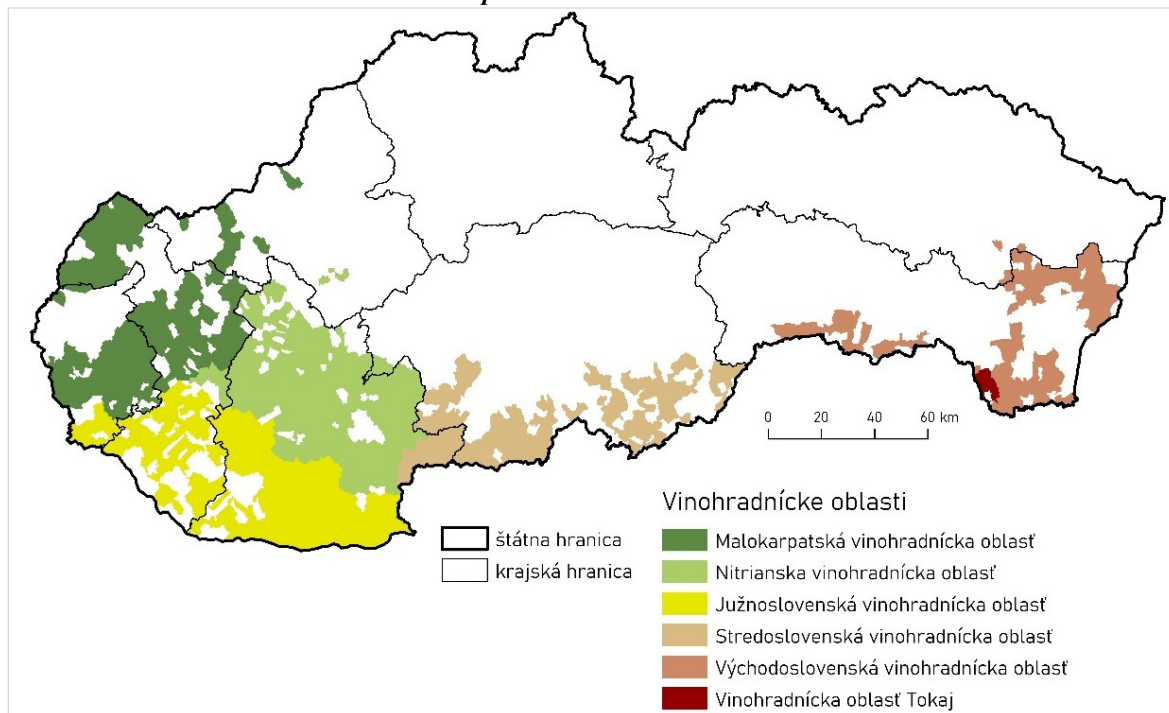 p
0 20 40 60 km
Vinohradnícke oblasti
štátna hranica
krajská hranica
Malokarpatská vinohradnícka oblasť
Nitrianska vinohradnícka oblasť
Južnoslovenská vinohradnícka oblasť
Stredoslovenská vinohradnícka oblasť
Východoslovenská vinohradnícka oblasť
Vinohradnícka oblasť Tokaj